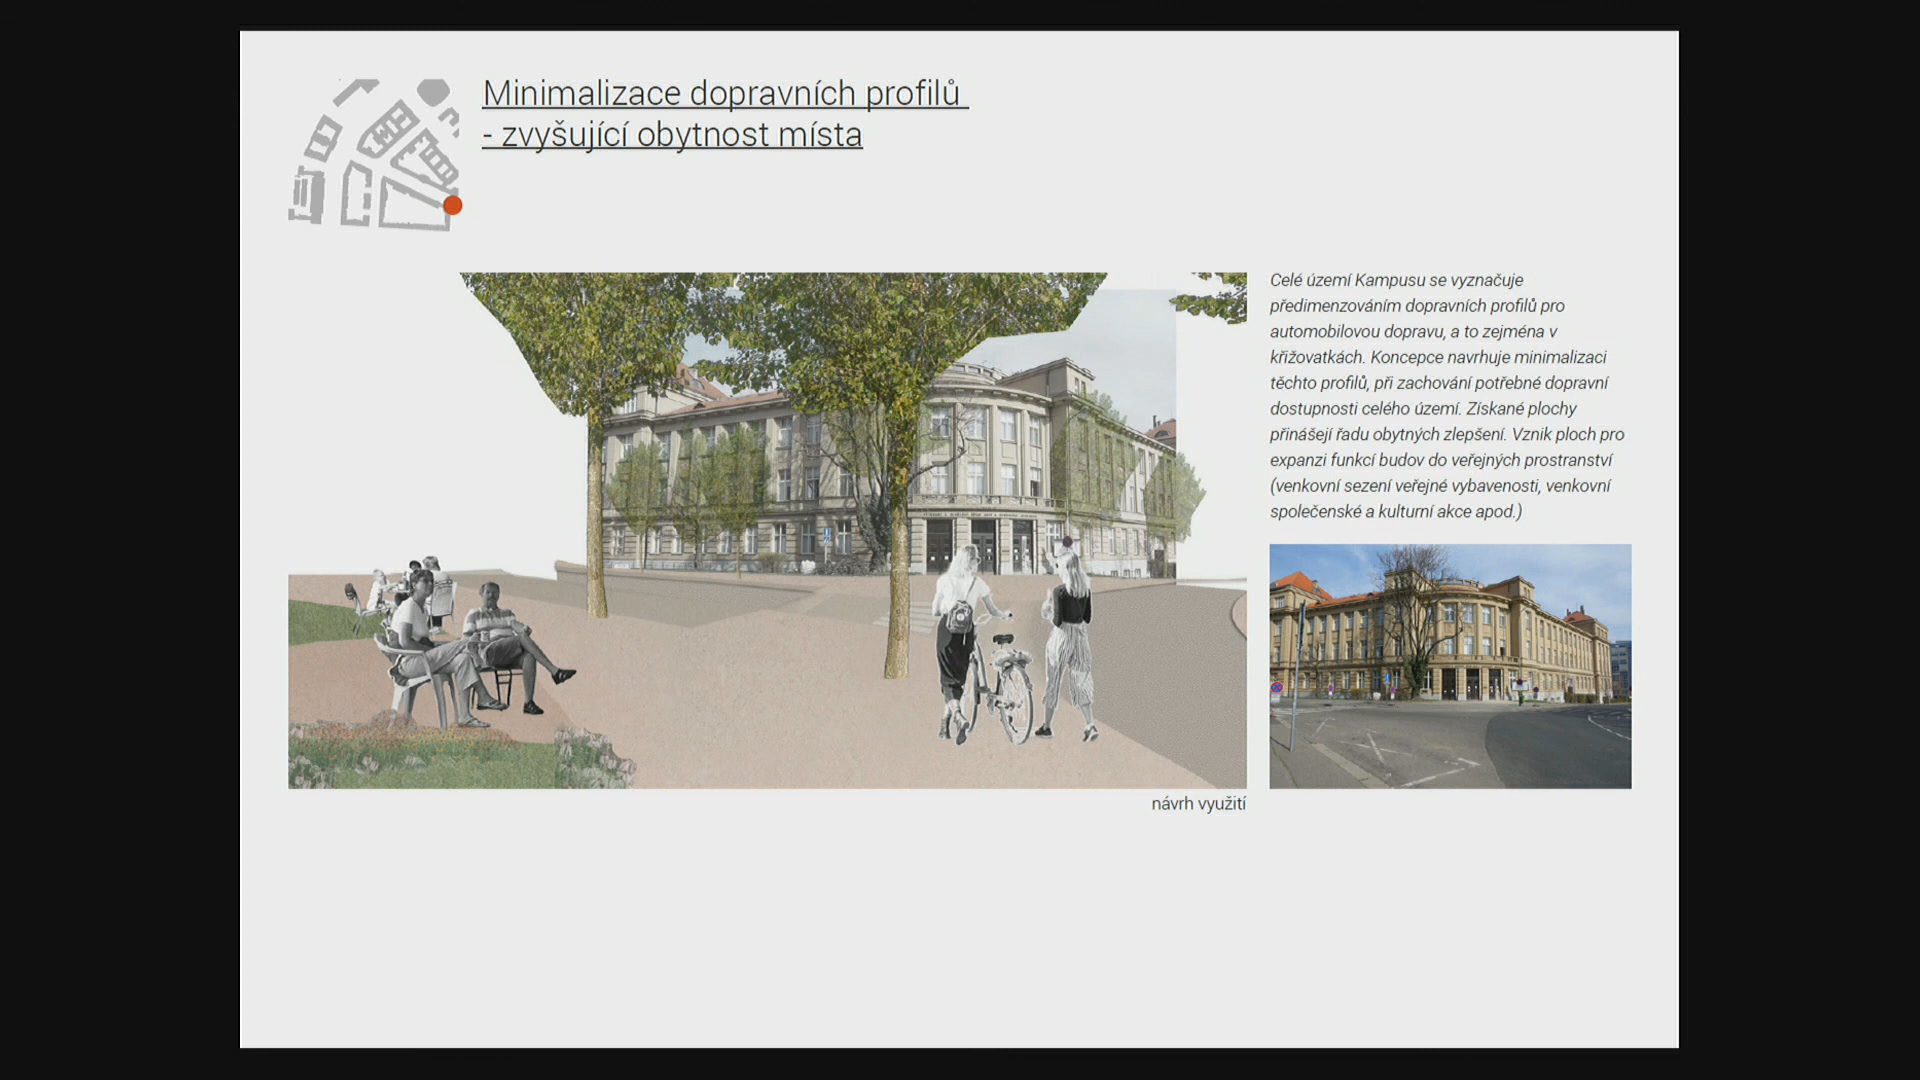 Minimalizace dopravních profilů
- zvyšující obytnost místa
Celé území Kampusu se vyznačuje
předimenzováním dopravních profilů pro
automobilovou dopravu, a to zejména v
křižovatkách. Koncepce navrhuje minimalizaci
těchto profilů, při zachování potřebné dopravní
dostupnosti celého území. Získané plochy
přinášejí řadu obytných zlepšení. Vznik ploch pro
expanzi funkcí budov do veřejných prostranství
(venkovní sezení veřejné vybavenosti, venkovní
společenské a kulturní akce apod.)
návrh využití